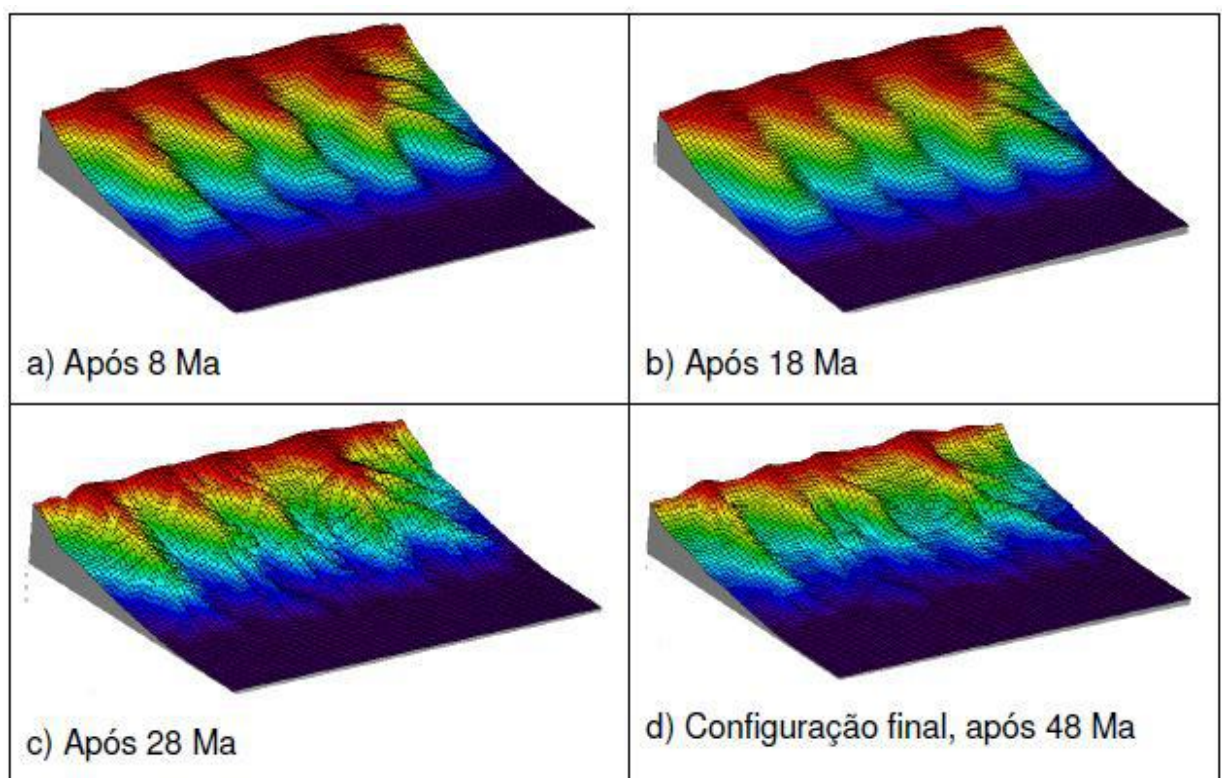 a) Após 8 Ma
b) Após 18 Ma
c) Após 28 Ma
d) Configuração final, após 48 Ma